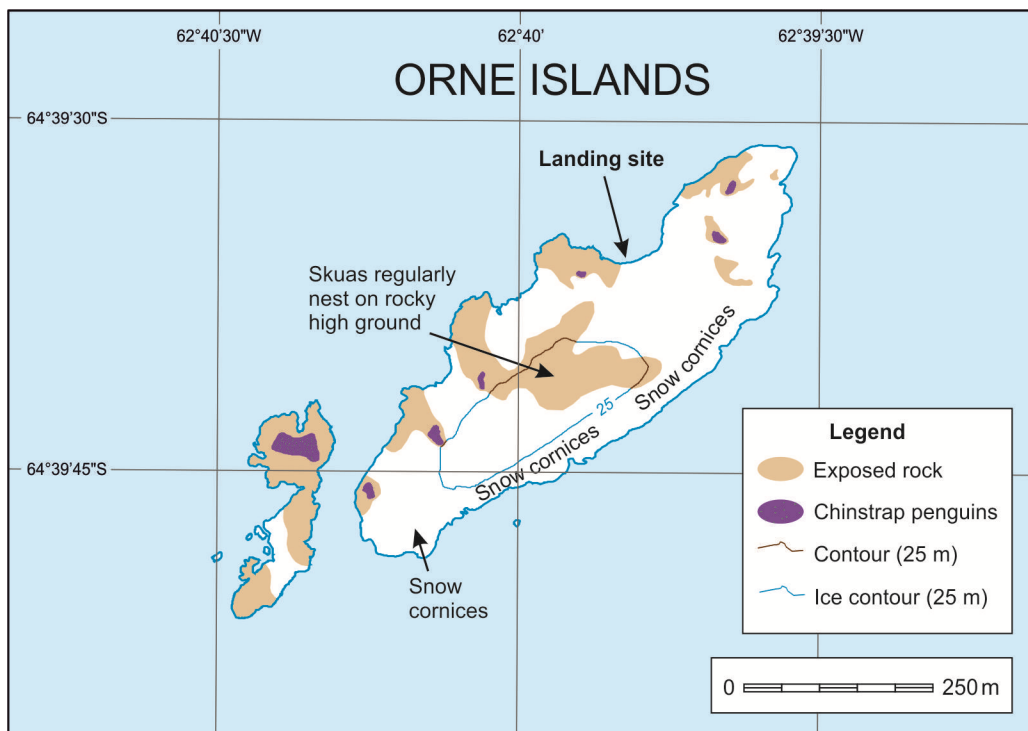 62°40'30"W
62°40'
62°39'30"W
ORNE ISLANDS
64°39'30"S
Landing site
Skuas regularly
nest on rocky
high ground
Snow cornices
25
Snow cornices
64°39'45"S
Snow
cornices
Legend
Exposed rock
Chinstrap penguins
Contour (25 m)
Ice contour (25 m)
0 250 m